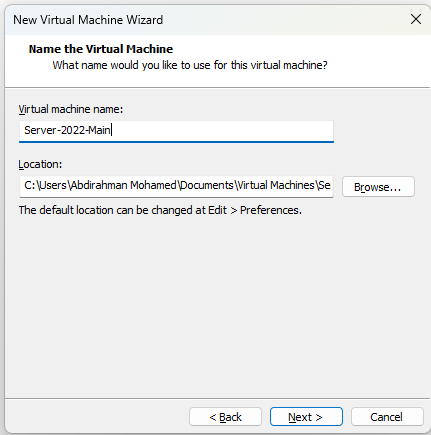 New Virtual Machine Wizard
Name the Virtual Machine
What name would you like to use for this virtual machine?
Virtual machine name:
Server-2022-Main
Location:
C:\Users\Abdirahman Mohamed\Documents\Virtual Machines\Se
Browse...
The default location can be changed at Edit > Preferences.
< Back
Next >
Cancel